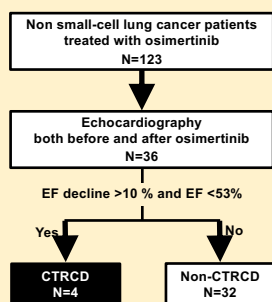 Non small-cell lung cancer patients
treated with osimertinib
N=123
Echocardiography
both before and after osimertinib
N=36
EF decline >10 % and EF <53%
Yes No
CTRCD Non-CTRCD
N=4 N=32